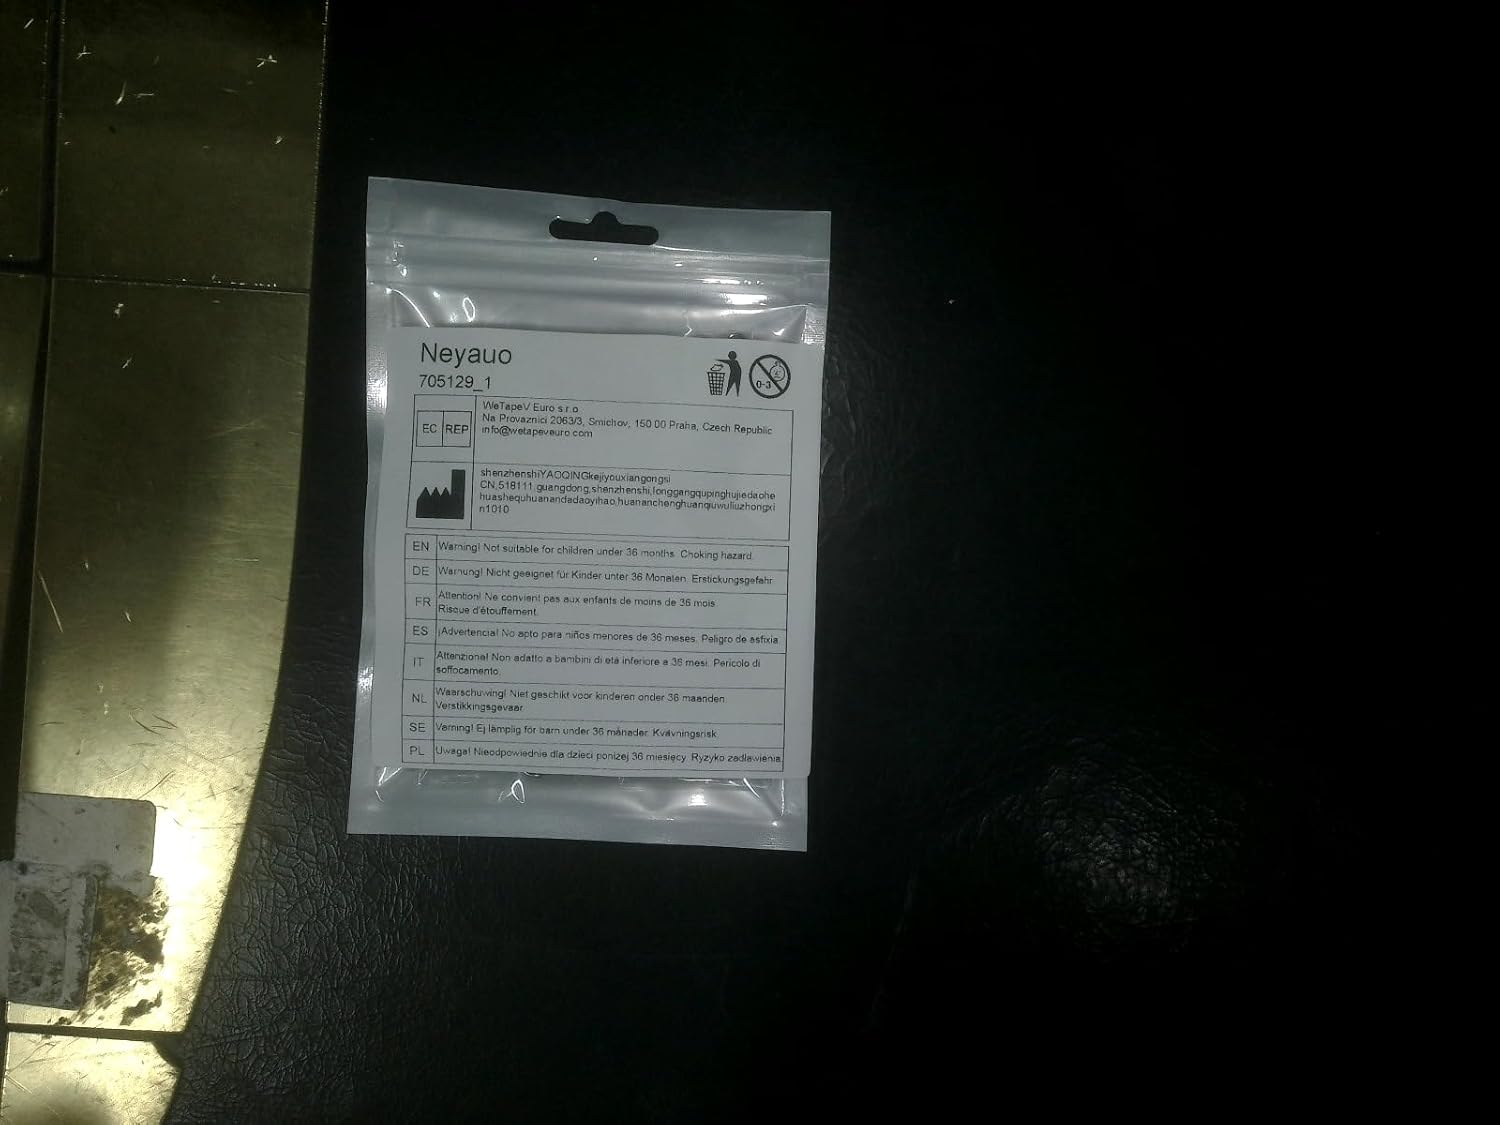 Neyauo
705129_1
EC REP
WeTapeV Euro s.r.o
Na Provaznici 2063/3, Smichov, 150 00 Praha, Czech Republic
info@wetapeveuro.com
shenzhenshiYAOQINGkejiyouxiangongsi
CN,518111,guangdong,shenzhenshi,longgangqupinghujiedaohe
huashequhuanandadaoyihao,huananchenghuanqiuwuliuzhongxi
n1010
0-3
EN Warning! Not suitable for children under 36 months. Choking hazard.
DE Warnung! Nicht geeignet für Kinder unter 36 Monaten. Erstickungsgefahr
FR Attention! Ne convient pas aux enfants de moins de 36 mois.
Risque d'étouffement.
ES ¡Advertencia! No apto para niños menores de 36 meses. Peligro de asfixia.
IT Attenzione! Non adatto a bambini di età inferiore a 36 mesi. Pericolo di
soffocamento.
NL Waarschuwing! Niet geschikt voor kinderen onder 36 maanden.
Verstikkingsgevaar.
SE Varning! Ej lämplig för barn under 36 månader. Kvävningsrisk.
PL Uwaga! Nieodpowiednie dla dzieci poniżej 36 miesięcy. Ryzyko zadławienia.